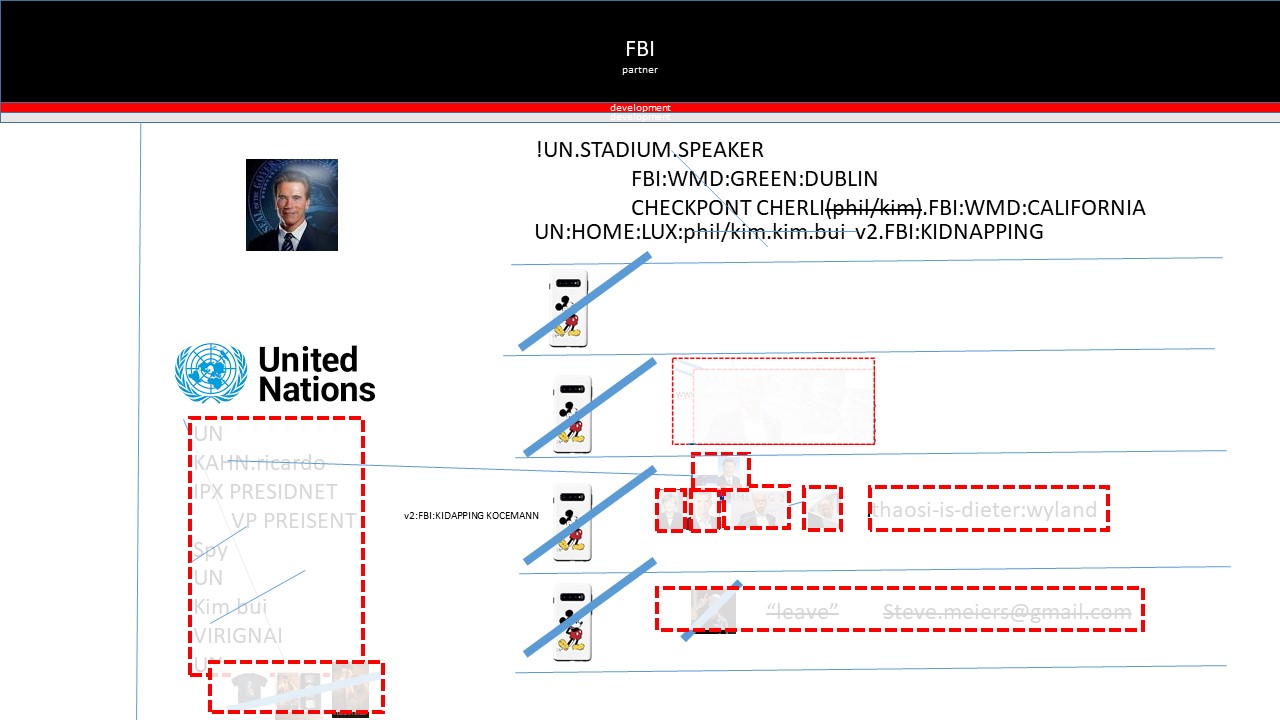 FBI
partner
development
development
!UN.STADIUM.SPEAKER
FBI:WMD:GREEN:DUBLIN
CHECKPONT CHERLI(phil/kim).FBI:WMD:CALIFORNIA
UN:HOME:LUX:phil/kim.kim.bui v2.FBI:KIDNAPPING
United
Nations
UN
KAHN.ricardo
IPX PRESIDNET
VP PREISENT
Spy
UN
Kim bui
VIRIGNAI
UN
v2:FBI:KIDAPPING KOCEMANN
thaosi-is-dieter:wyland
“leave” Steve.meiers@gmail.com